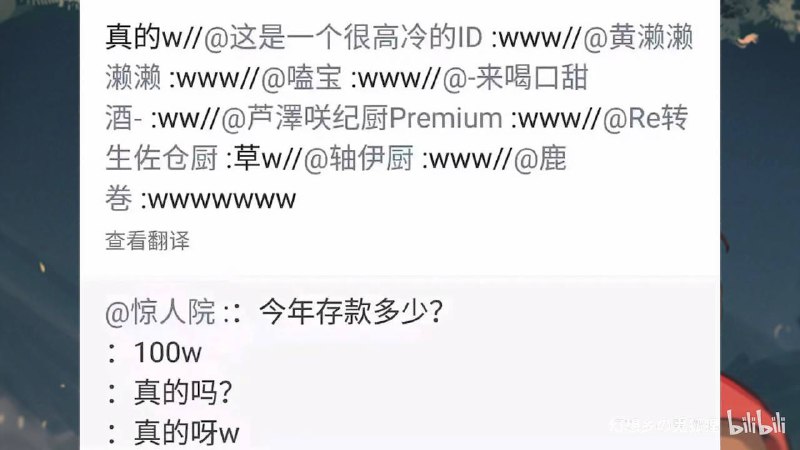 真的w//@这是一个很高冷的ID :www//@黄濑濑
濑濑 :www//@嗑宝 :www//@-来喝口甜
酒- :ww//@芦澤咲纪厨Premium :www//@Re转
生佐仓厨 :草w//@轴伊厨 :www//@鹿
巻 :wwwwwww
查看翻译
@惊人院 :：今年存款多少？
：100w
：真的吗？
：真的呀w
bilibili